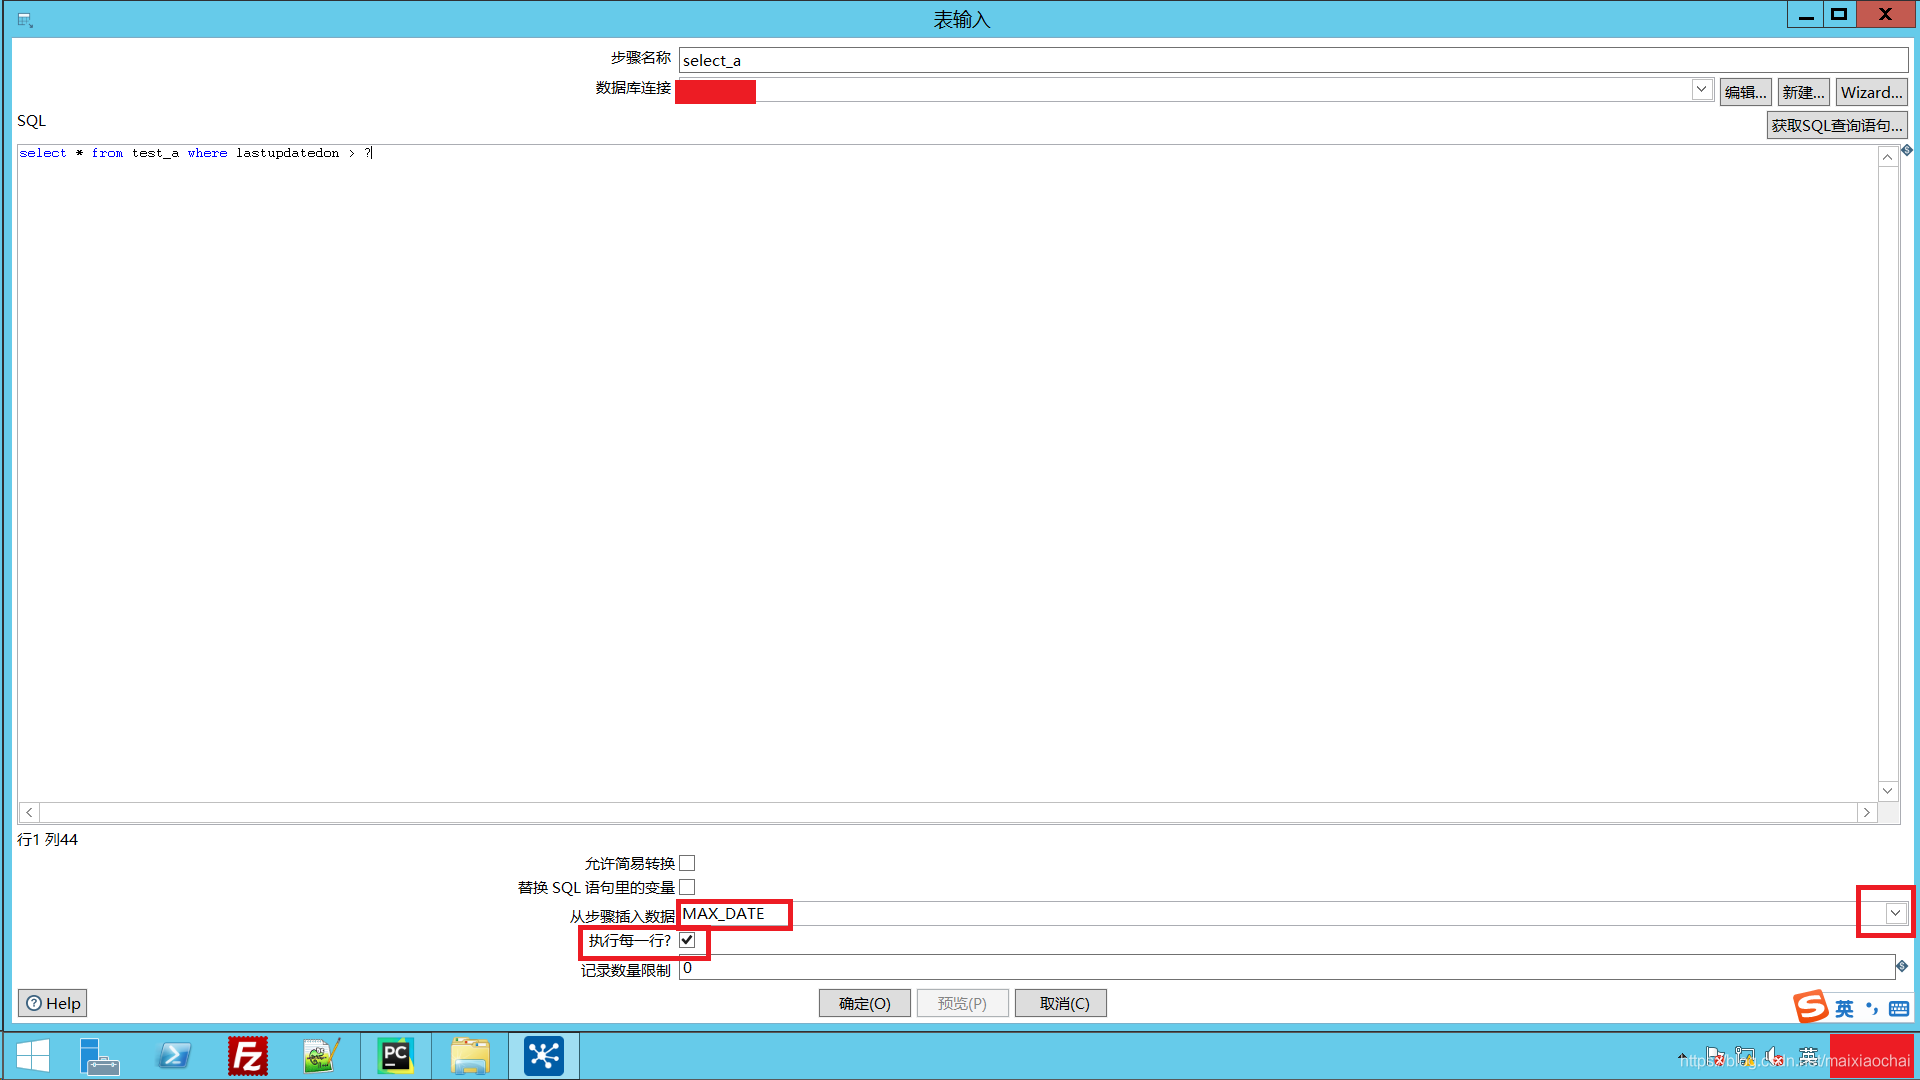 表输入
步骤名称 select_a
数据库连接 编辑... 新建... Wizard...
SQL 获取SQL查询语句...
select * from test_a where lastupdatedon > ?
行1 列44
允许简易转换
替换 SQL 语句里的变量
从步骤插入数据 MAX_DATE
执行每一行?
记录数量限制 0
Help 确定(O) 预览(P) 取消(C)
英
FZ PC 英
https://blog.csdn.net/maixiaochai